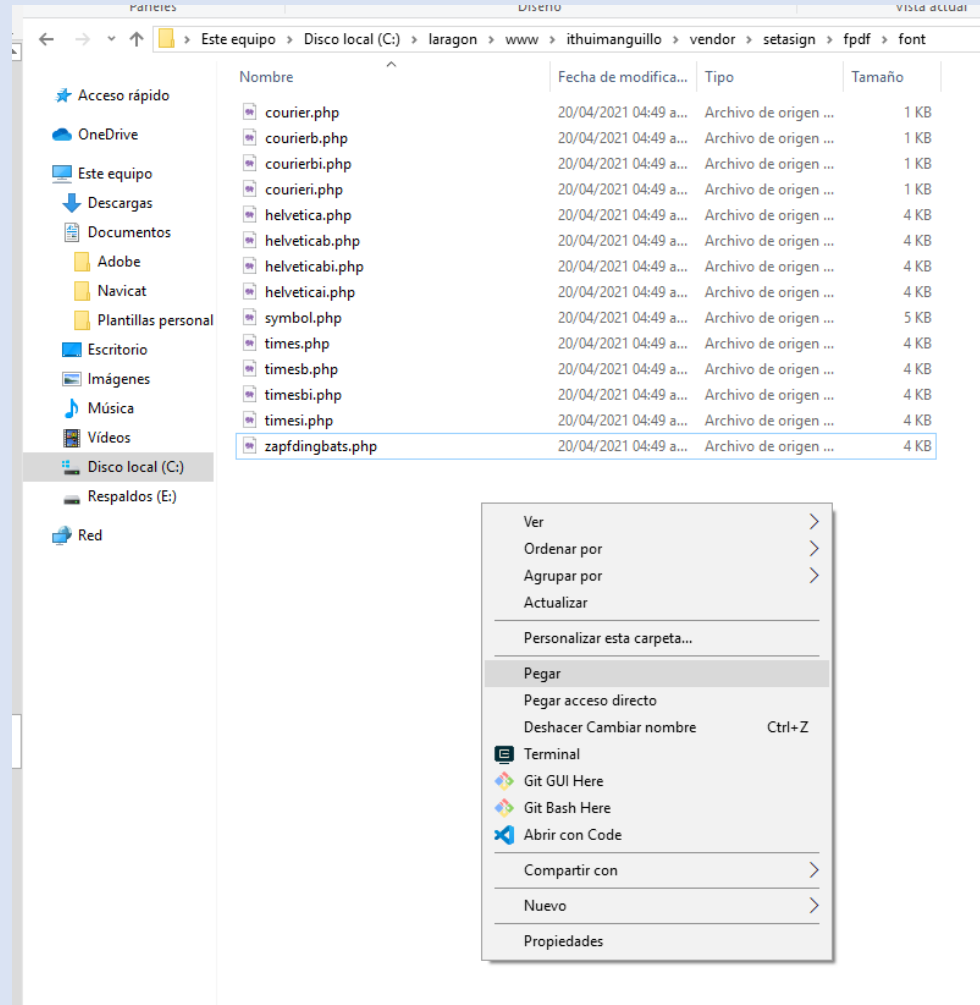 Paneles Diseño Vista actual
Este equipo > Disco local (C:) > laragon > www > ithuimanguillo > vendor > setasign > fpdf > font
Nombre Fecha de modifica... Tipo Tamaño
Acceso rápido
OneDrive
Este equipo
Descargas
Documentos
Adobe
Navicat
Plantillas personal
Escritorio
Imágenes
Música
Vídeos
Disco local (C:)
Respaldos (E:)
Red
courier.php 20/04/2021 04:49 a... Archivo de origen ... 1 KB
courierb.php 20/04/2021 04:49 a... Archivo de origen ... 1 KB
courierbi.php 20/04/2021 04:49 a... Archivo de origen ... 1 KB
courieri.php 20/04/2021 04:49 a... Archivo de origen ... 1 KB
helvetica.php 20/04/2021 04:49 a... Archivo de origen ... 4 KB
helveticab.php 20/04/2021 04:49 a... Archivo de origen ... 4 KB
helveticabi.php 20/04/2021 04:49 a... Archivo de origen ... 4 KB
helveticai.php 20/04/2021 04:49 a... Archivo de origen ... 4 KB
symbol.php 20/04/2021 04:49 a... Archivo de origen ... 5 KB
times.php 20/04/2021 04:49 a... Archivo de origen ... 4 KB
timesb.php 20/04/2021 04:49 a... Archivo de origen ... 4 KB
timesbi.php 20/04/2021 04:49 a... Archivo de origen ... 4 KB
timesi.php 20/04/2021 04:49 a... Archivo de origen ... 4 KB
zapfdingbats.php 20/04/2021 04:49 a... Archivo de origen ... 4 KB
Ver
Ordenar por
Agrupar por
Actualizar
Personalizar esta carpeta...
Pegar
Pegar acceso directo
Deshacer Cambiar nombre Ctrl+Z
Terminal
Git GUI Here
Git Bash Here
Abrir con Code
Compartir con
Nuevo
Propiedades